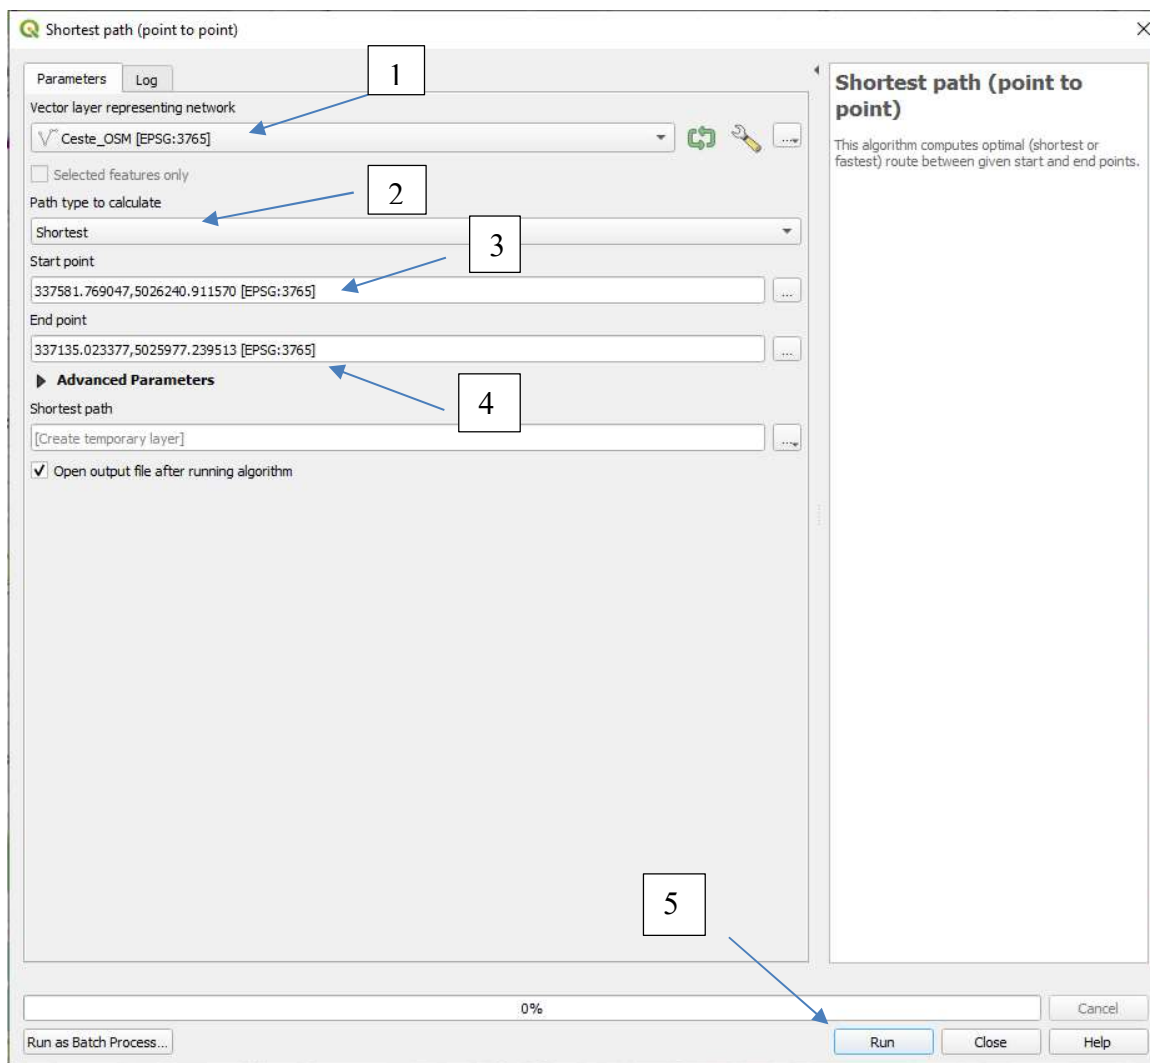 Shortest path (point to point)
Parameters
Log
1
Vector layer representing network
Ceste_OSM [EPSG:3765]
...
Selected features only
2
Path type to calculate
Shortest
3
Start point
337581.769047,5026240.911570 [EPSG:3765]
...
End point
337135.023377,5025977.239513 [EPSG:3765]
...
Advanced Parameters
4
Shortest path
[Create temporary layer]
...
Open output file after running algorithm
Shortest path (point to
point)
This algorithm computes optimal (shortest or
fastest) route between given start and end points.
5
0%
Cancel
Run as Batch Process...
Run
Close
Help